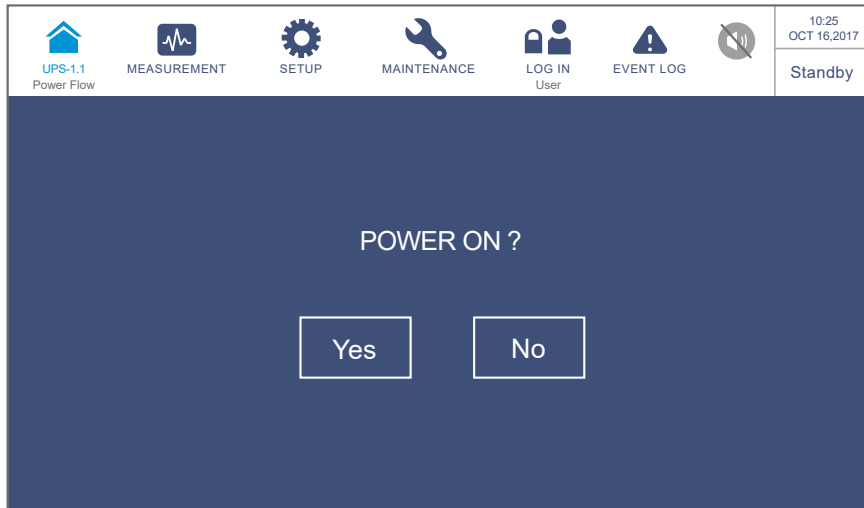 UPS-1.1
Power Flow
MEASUREMENT
SETUP
MAINTENANCE
LOG IN
User
EVENT LOG
10:25
OCT 16,2017
Standby
POWER ON ?
Yes
No